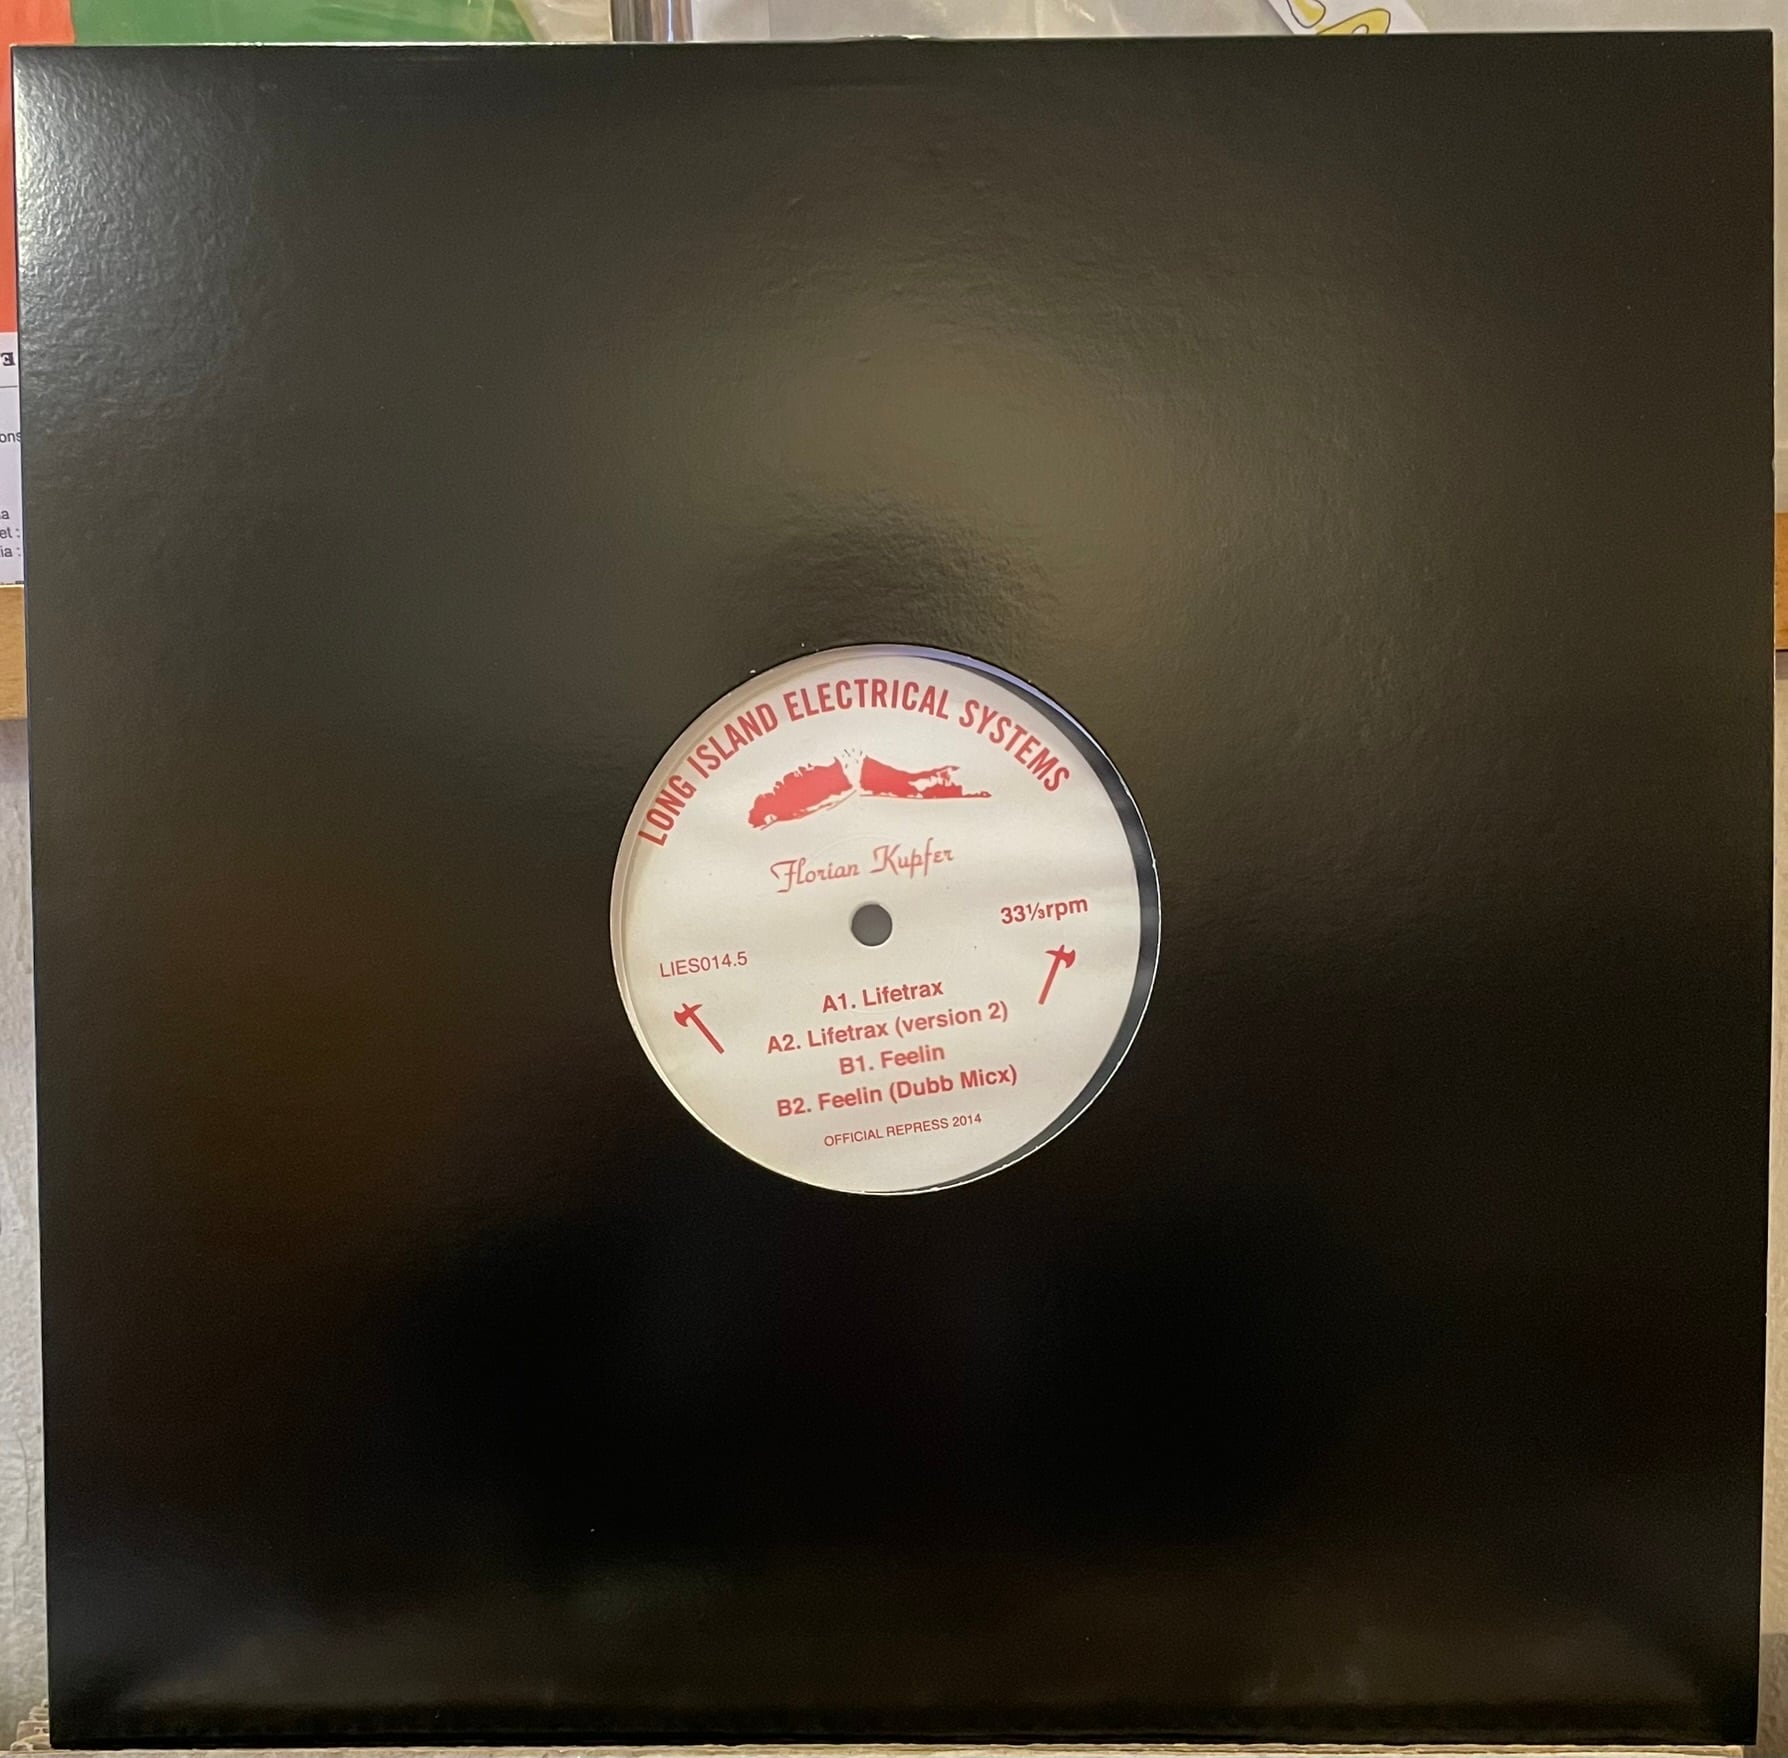 LONG ISLAND ELECTRICAL SYSTEMS
Florian Kupfer
33⅓rpm
LIES014.5
A1. Lifetrax
A2. Lifetrax (version 2)
B1. Feelin
B2. Feelin (Dubb Micx)
OFFICIAL REPRESS 2014